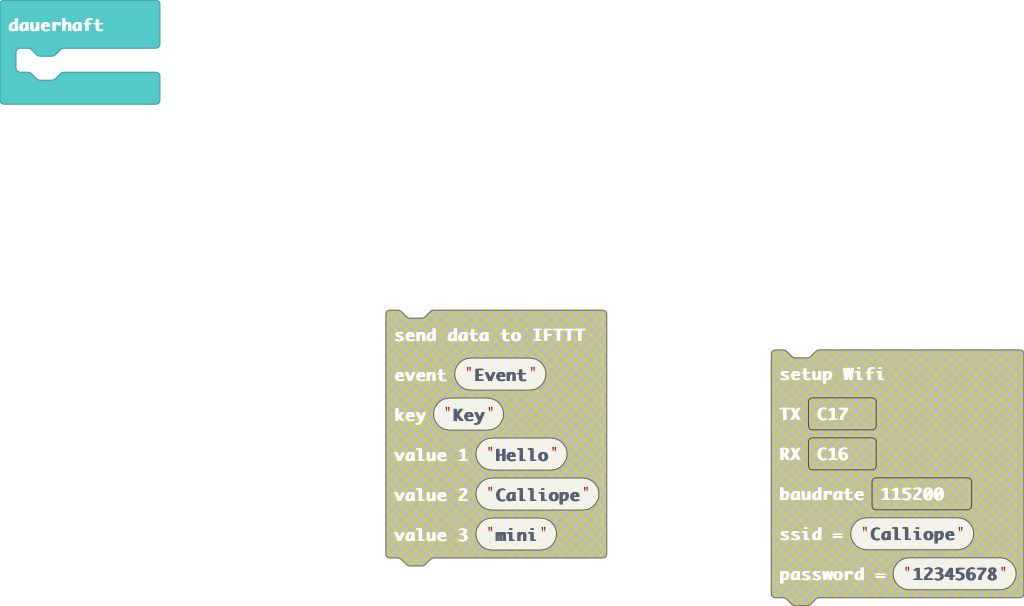 dauerhaft
send data to IFTTT
event "Event"
key "Key"
value 1 "Hello"
value 2 "Calliope"
value 3 "mini"
setup Wifi
TX C17
RX C16
baudrate 115200
ssid = "Calliope"
password = "12345678"